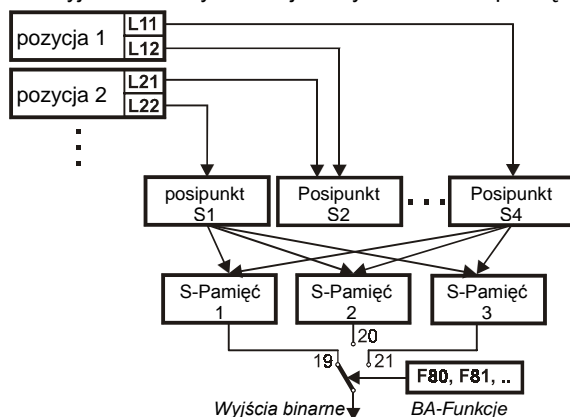 pozycja 1
L11
L12
pozycja 2
L21
L22
posipunkt
S1
Posipunkt
S2
Posipunkt
S4
S-Pamięć
1
S-Pamięć
2
S-Pamięć
3
20
19
21
F80, F81, ..
Wyjścia binarne
BA-Funkcje